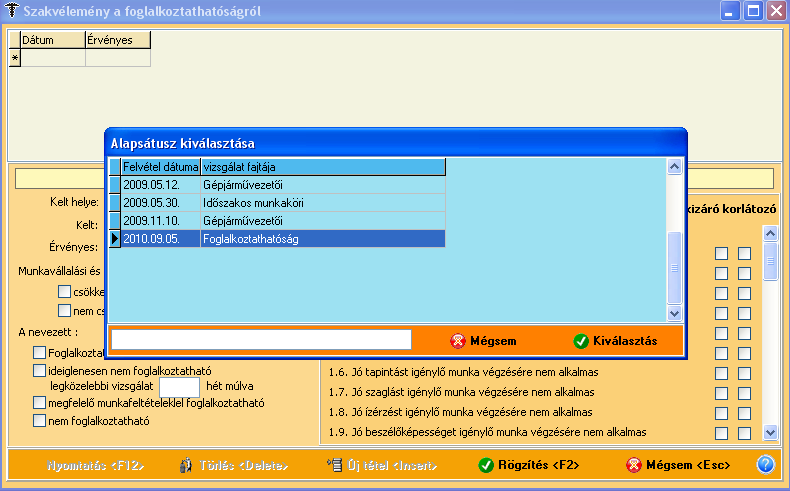 Szakvélemény a foglalkoztathatóságról
Dátum Érvényes
*
Alapsátusz kiválasztása
Felvétel dátuma vizsgálat fajtája
2009.05.12. Gépjárművezetői
2009.05.30. Időszakos munkaköri
2009.11.10. Gépjárművezetői
2010.09.05. Foglalkoztathatóság
Mégsem Kiválasztás
Kelt helye:
kizáró korlátozó
Kelt:
Érvényes:
Munkavállalási és
csökke
nem cs
A nevezett :
Foglalkoztat
ideiglenesen nem foglalkoztatható
legközelebbi vizsgálat hét múlva
megfelelő munkafeltételeklel foglalkoztatható
nem foglalkoztatható
1.6. Jó tapintást igénylő munka végzésére nem alkalmas
1.7. Jó szaglást igénylő munka végzésére nem alkalmas
1.8. Jó ízérzést igénylő munka végzésére nem alkalmas
1.9. Jó beszélőképességet igénylő munka végzésére nem alkalmas
Nyomtatás <F12> Törlés <Delete> Új tétel <Insert> Rögzítés <F2> Mégsem <Esc> ?